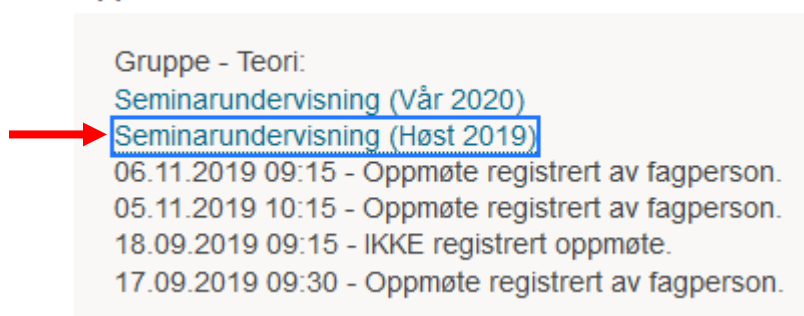 Gruppe - Teori:
Seminarundervisning (Vår 2020)
Seminarundervisning (Høst 2019)
06.11.2019 09:15 - Oppmøte registrert av fagperson.
05.11.2019 10:15 - Oppmøte registrert av fagperson.
18.09.2019 09:15 - IKKE registrert oppmøte.
17.09.2019 09:30 - Oppmøte registrert av fagperson.